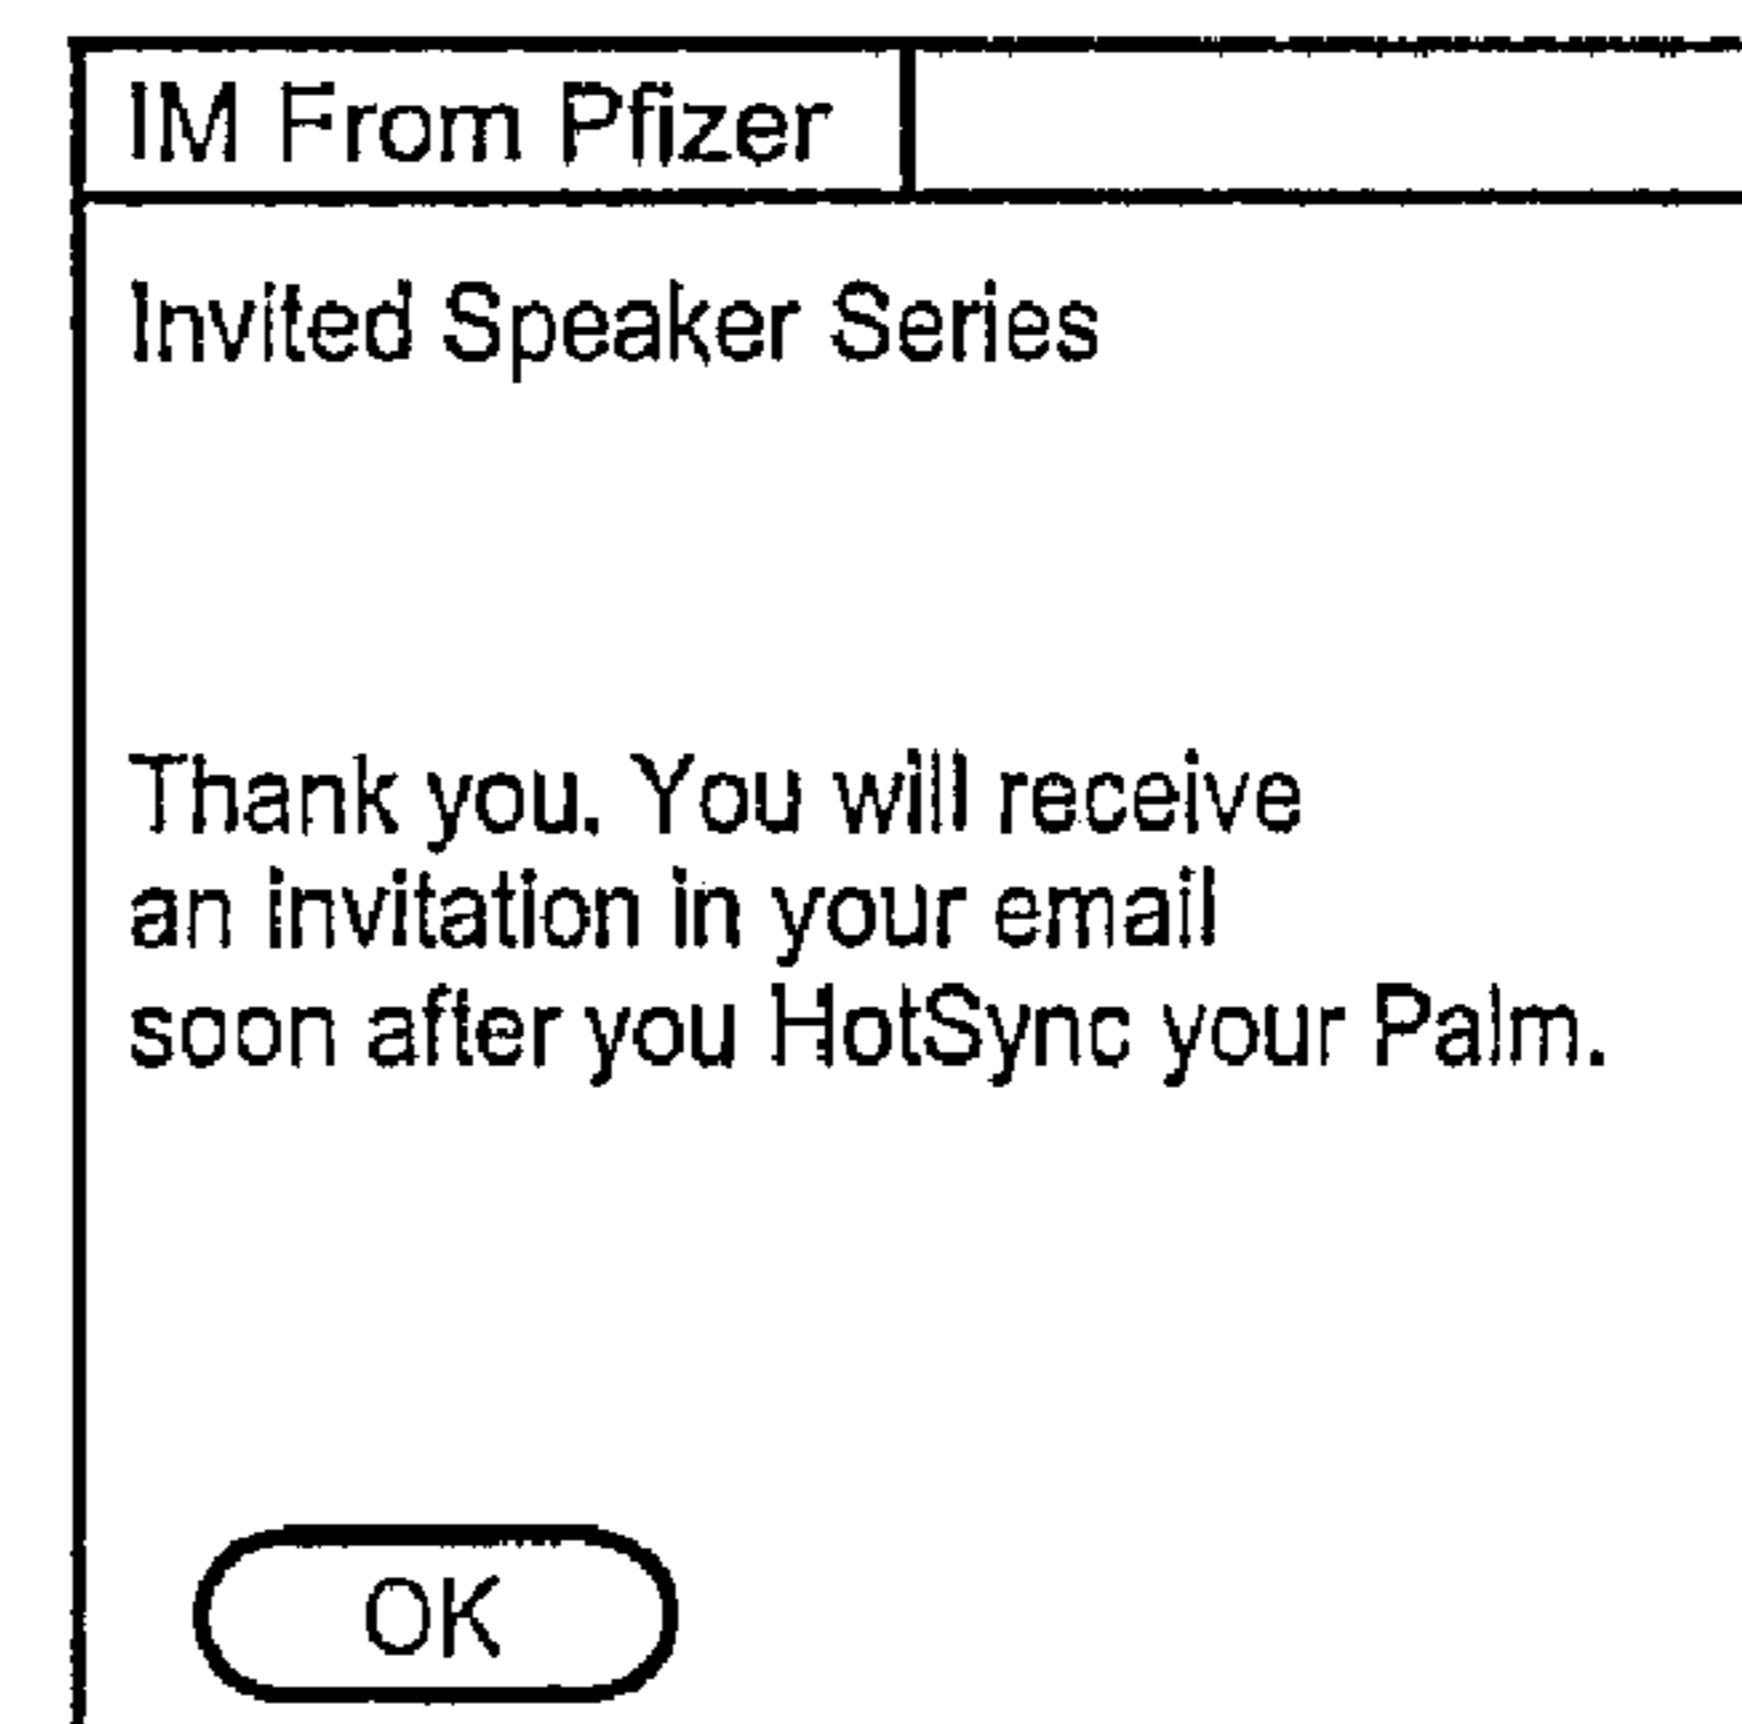 IM From Pfizer
Invited Speaker Series
Thank you. You will receive
an invitation in your email
soon after you HotSync your Palm.
OK